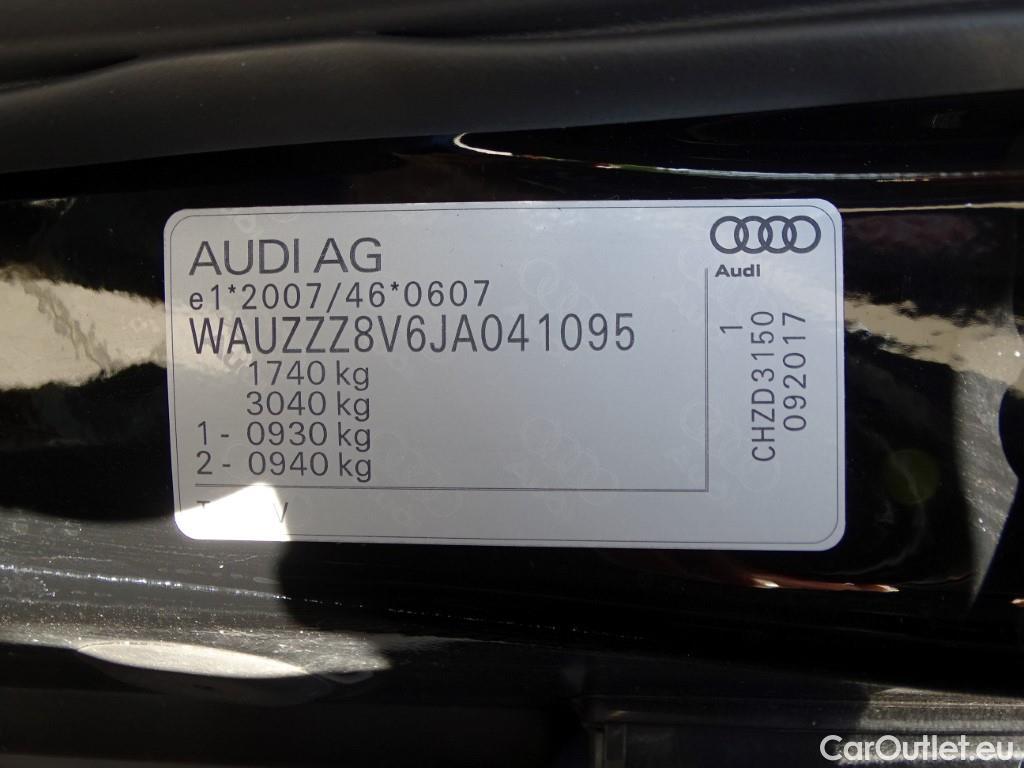 AUDI AG
Audi
e1*2007/46*0607
WAUZZZ8V6JA041095
1740 kg
3040 kg
1- 0930 kg
2- 0940 kg
1
CHZD3150
092017
CarOutlet.eu